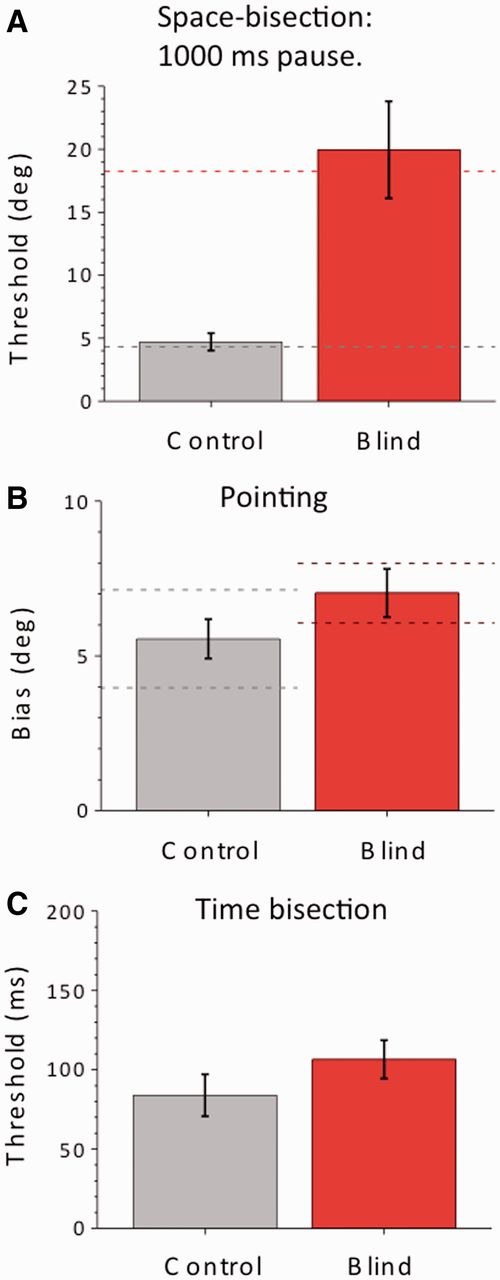 A
Space-bisection:
1000 ms pause.
Threshold (deg)
25
20
15
10
5
0
Control Blind
B
Pointing
Bias (deg)
10
5
0
Control Blind
C
Time bisection
Threshold (ms)
200
150
100
50
0
Control Blind